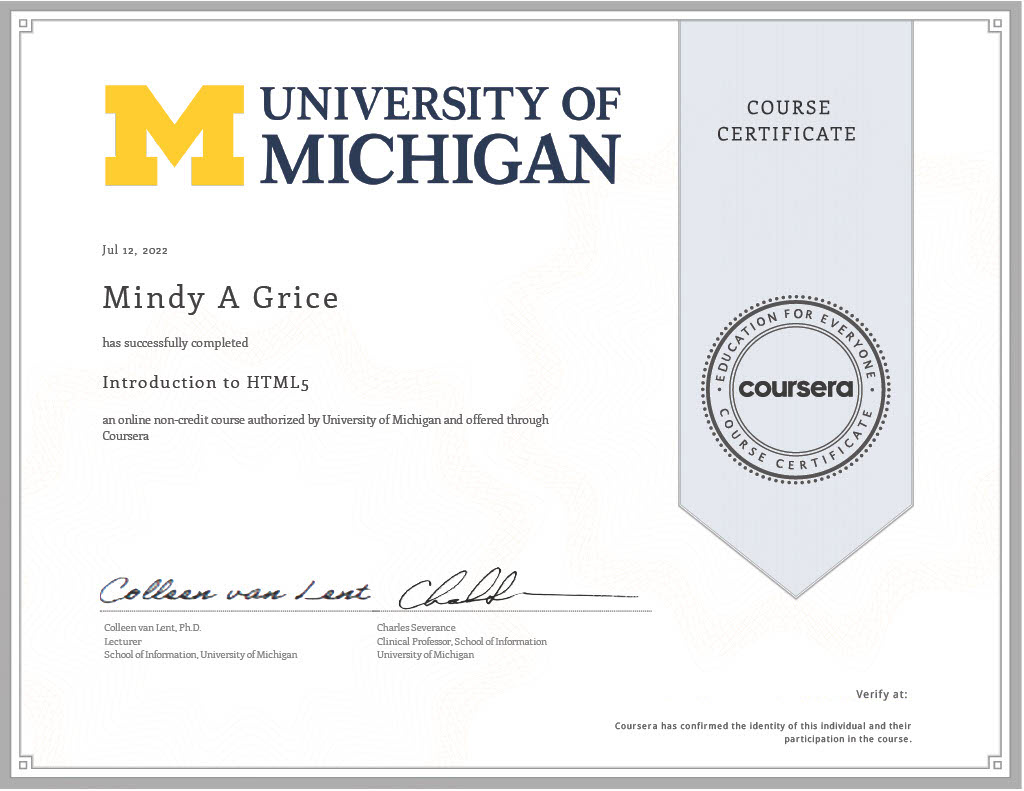 UNIVERSITY OF
MICHIGAN
COURSE
CERTIFICATE
Jul 12, 2022
Mindy A Grice
has successfully completed
Introduction to HTML5
an online non-credit course authorized by University of Michigan and offered through
Coursera
EDUCATION FOR EVERYONE
coursera
COURSE CERTIFICATE
Colleen van Lent
Colleen van Lent, Ph.D.
Lecturer
School of Information, University of Michigan
Charles Severance
Clinical Professor, School of Information
University of Michigan
Verify at:
Coursera has confirmed the identity of this individual and their
participation in the course.